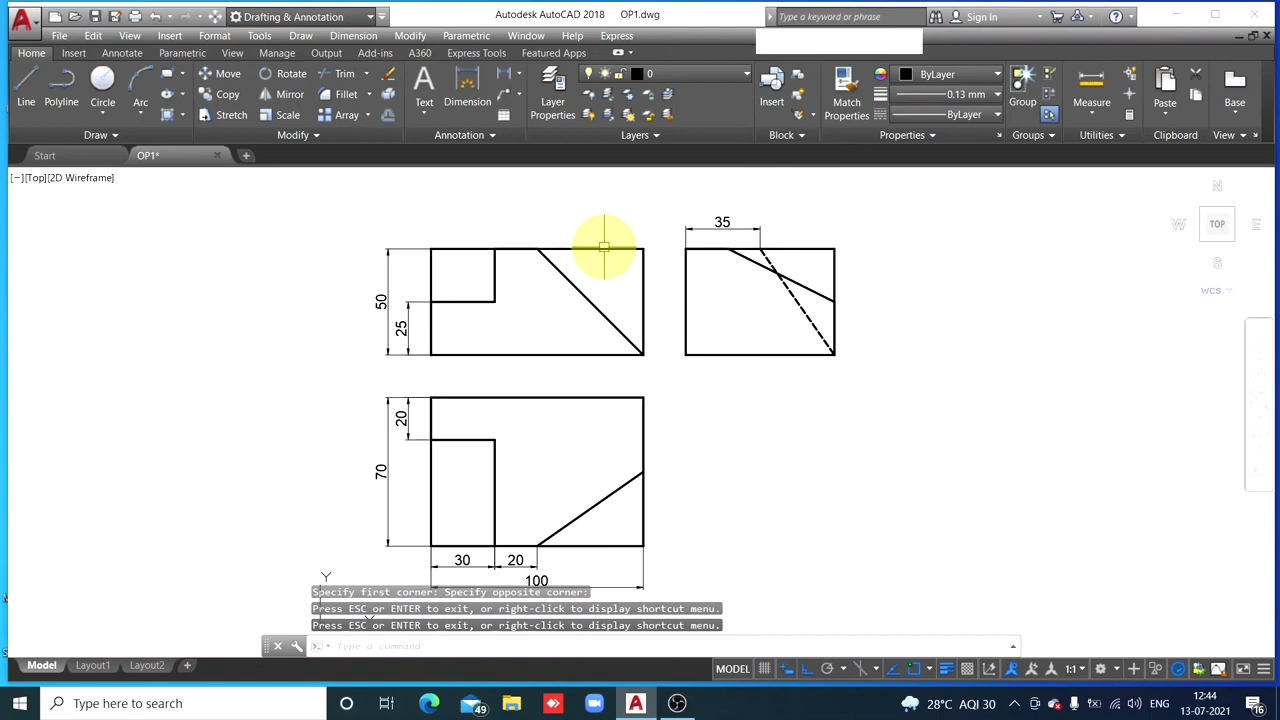 Drafting & Annotation
Autodesk AutoCAD 2018 OP1.dwg
Type a keyword or phrase
Sign In
File Edit View Insert Format Tools Draw Dimension Modify Parametric Window Help Express
Home Insert Annotate Parametric View Manage Output Add-ins A360 Express Tools Featured Apps
Line Polyline Circle Arc
Move Rotate Trim
Copy Mirror Fillet
Stretch Scale Array
Text Dimension
Layer Properties
0
Insert
Match Properties
ByLayer
0.13 mm
ByLayer
Group
Measure
Paste
Base
Draw Modify Annotation Layers Block Properties Groups Utilities Clipboard View
Start OP1*
[−][Top][2D Wireframe]
N
W TOP E
S
WCS
35
50
25
20
70
30 20
100
Y
Specify first corner: Specify opposite corner:
Press ESC or ENTER to exit, or right-click to display shortcut menu.
Press ESC or ENTER to exit, or right-click to display shortcut menu.
Type a command
Model Layout1 Layout2
MODEL
1:1
Type here to search
49
28°C AQI 30
ENG
12:44
13-07-2021
16